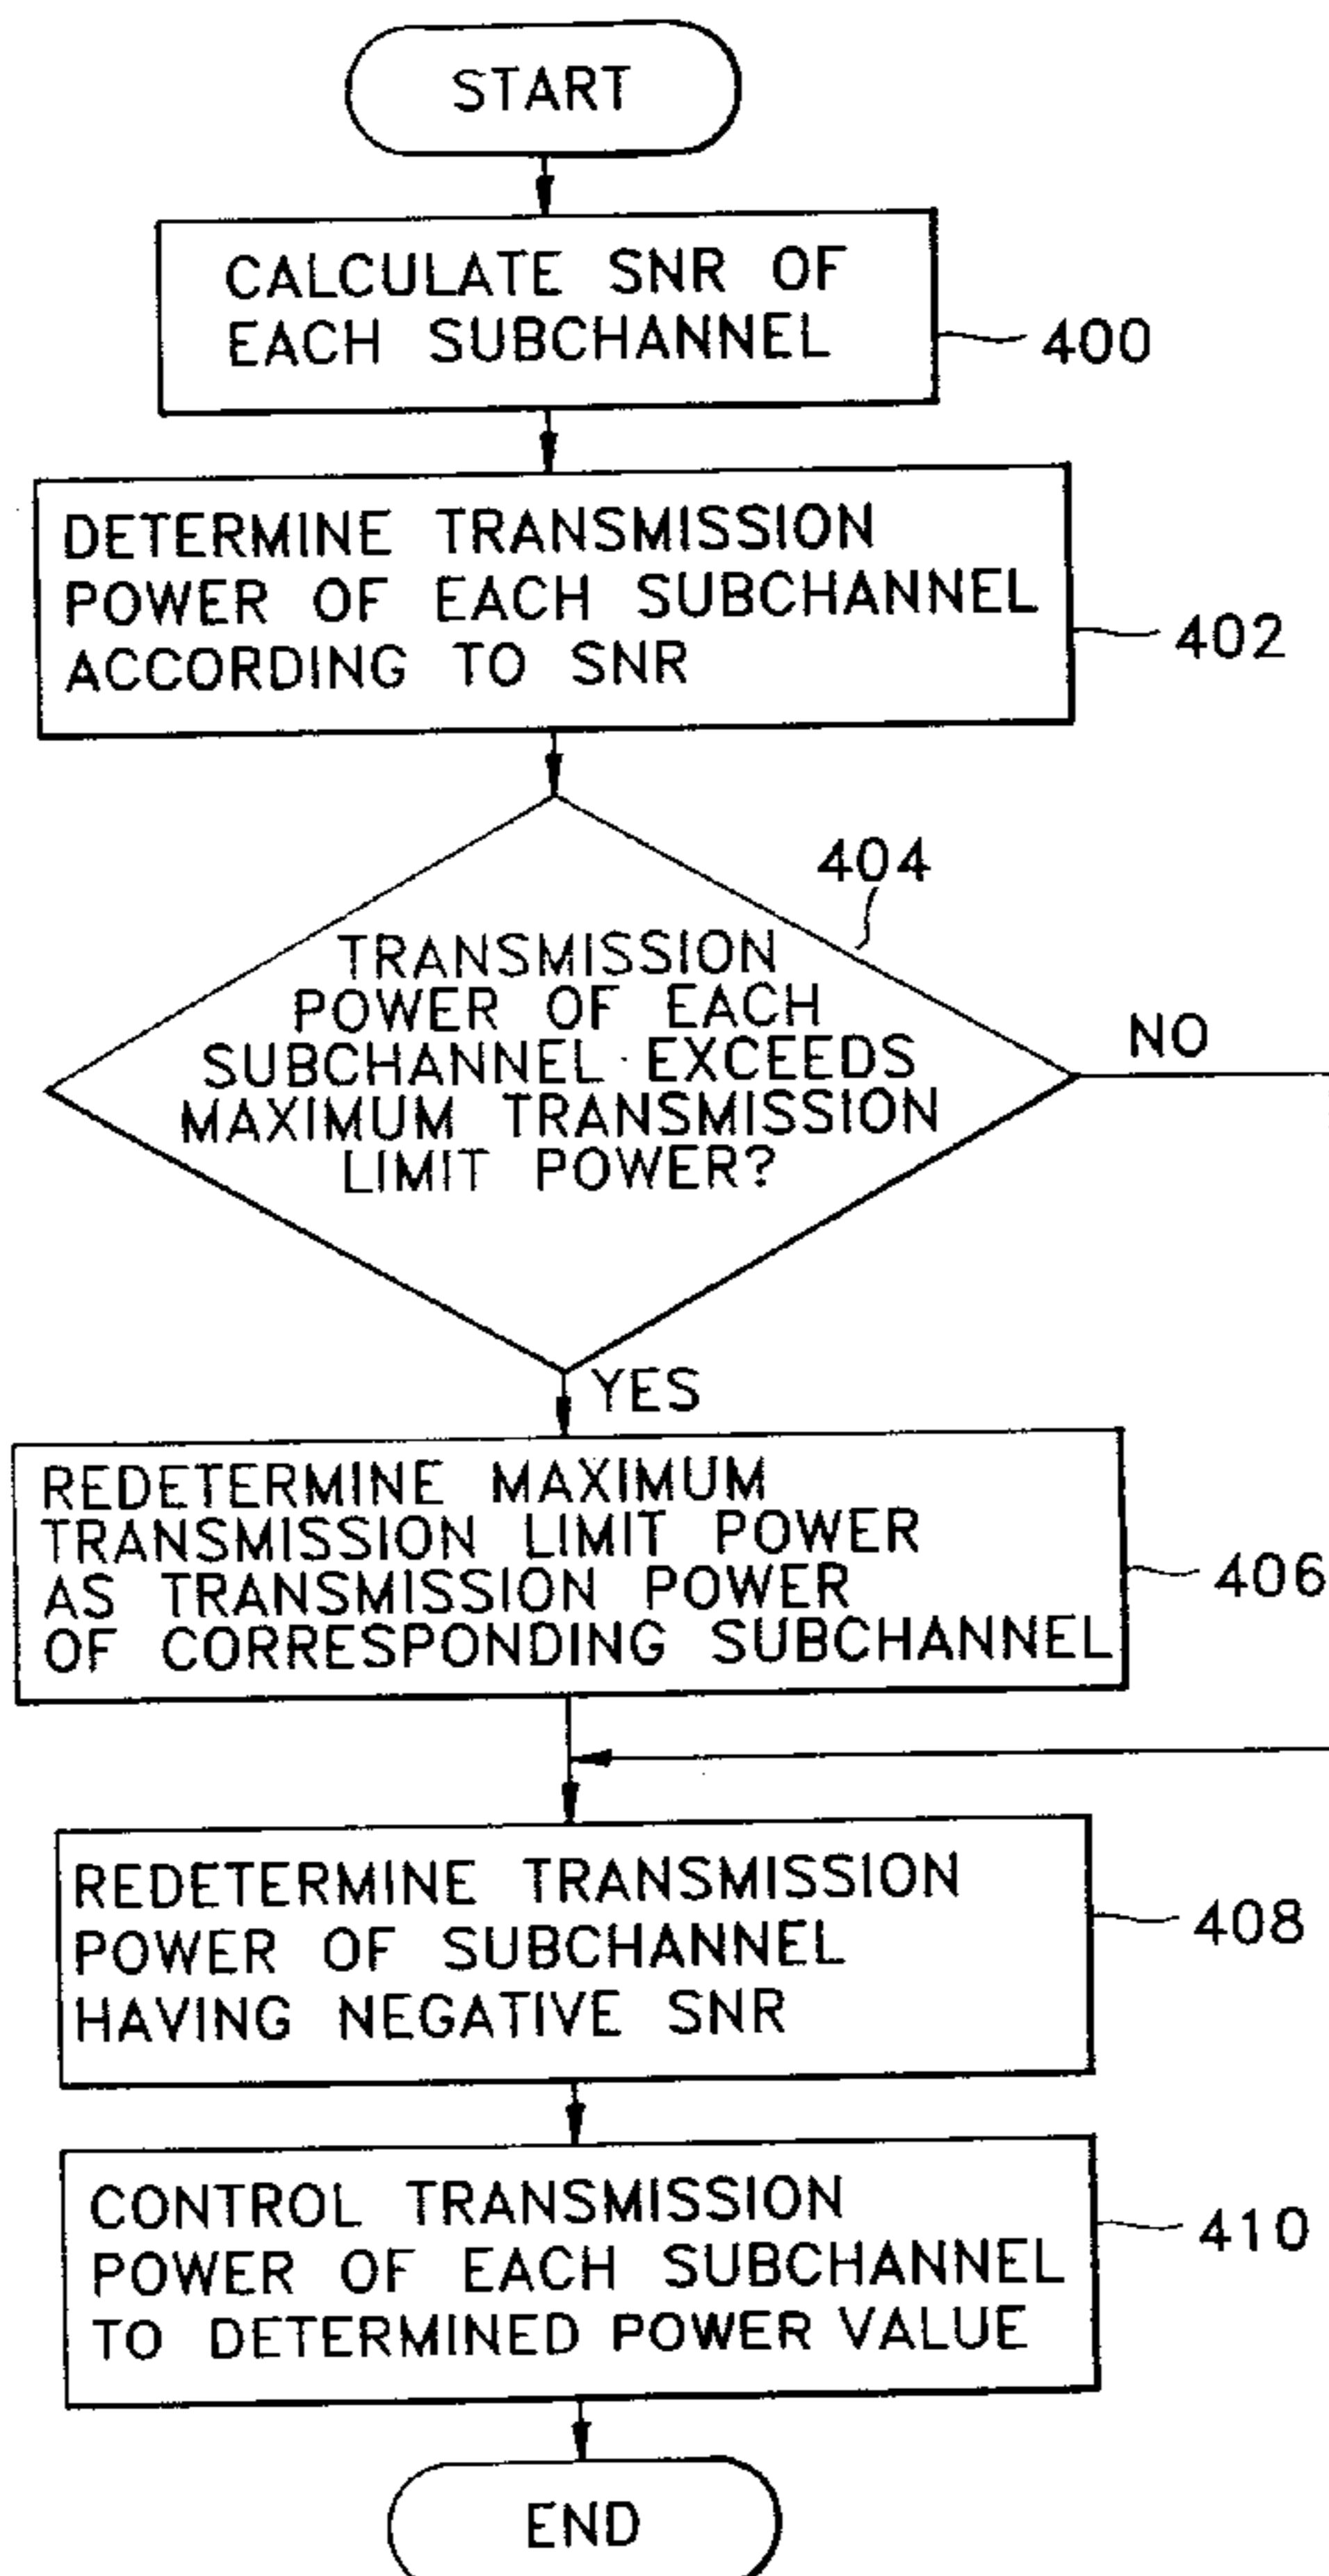 START
CALCULATE SNR OF
EACH SUBCHANNEL
400
DETERMINE TRANSMISSION
POWER OF EACH SUBCHANNEL
ACCORDING TO SNR
402
404
TRANSMISSION
POWER OF EACH
SUBCHANNEL EXCEEDS
MAXIMUM TRANSMISSION
LIMIT POWER?
NO
YES
REDETERMINE MAXIMUM
TRANSMISSION LIMIT POWER
AS TRANSMISSION POWER
OF CORRESPONDING SUBCHANNEL
406
REDETERMINE TRANSMISSION
POWER OF SUBCHANNEL
HAVING NEGATIVE SNR
408
CONTROL TRANSMISSION
POWER OF EACH SUBCHANNEL
TO DETERMINED POWER VALUE
410
END